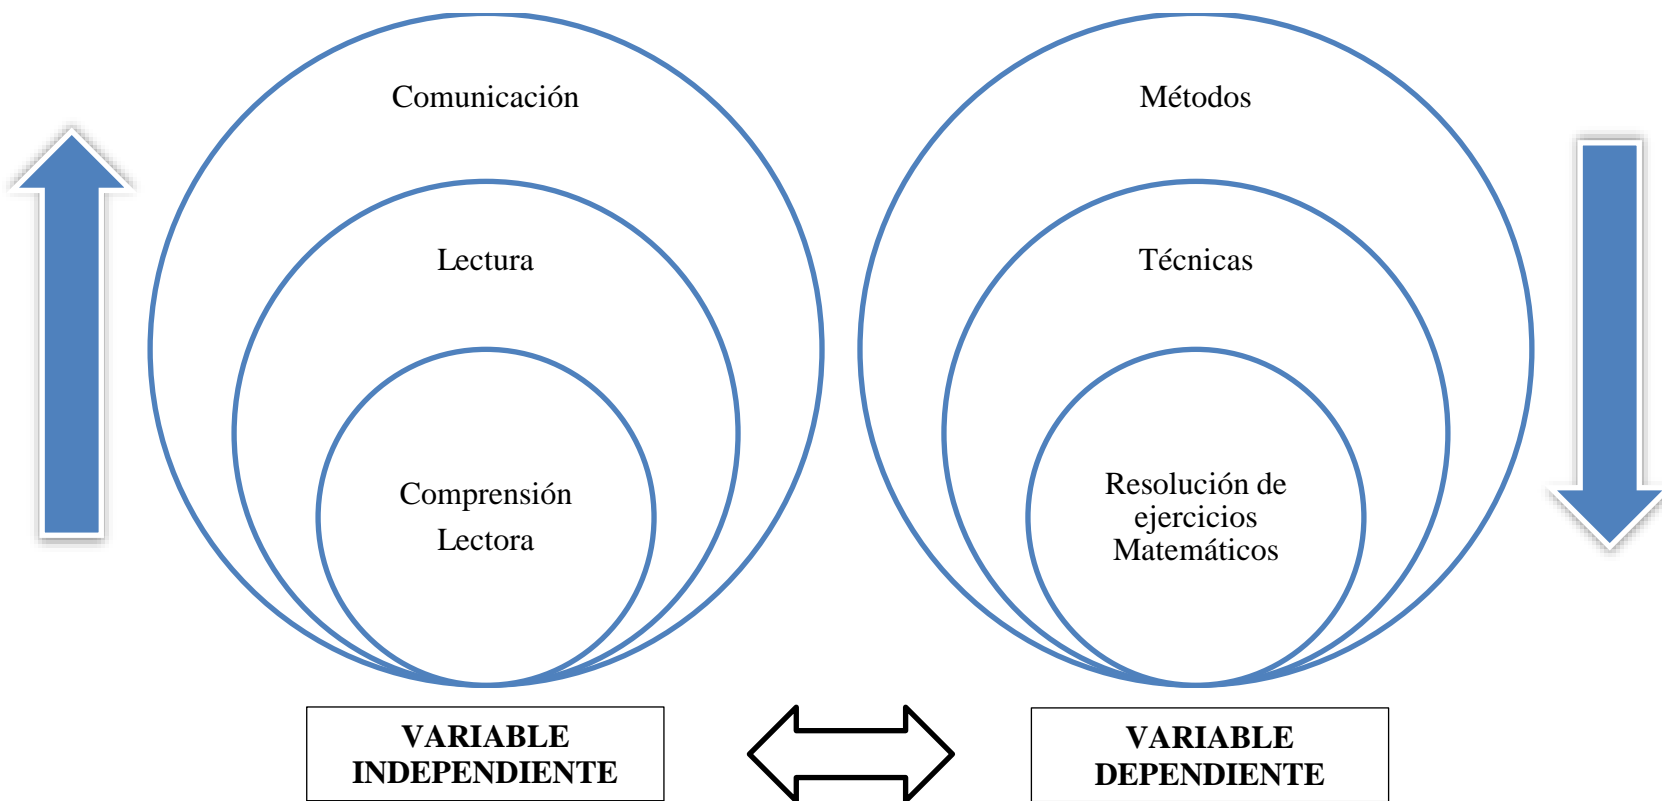 Comunicación
Lectura
Comprensión
Lectora
VARIABLE
INDEPENDIENTE
Métodos
Técnicas
Resolución de
ejercicios
Matemáticos
VARIABLE
DEPENDIENTE